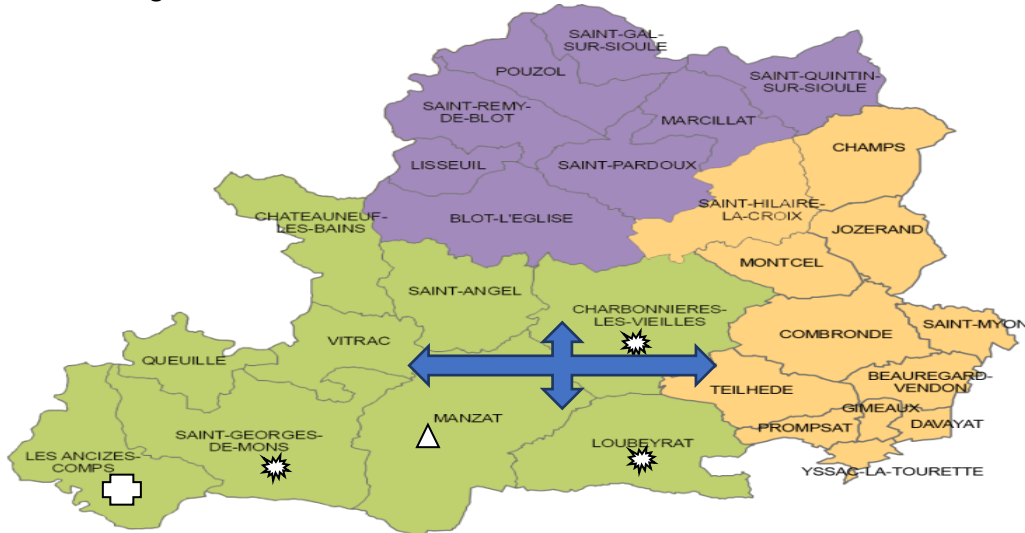 SAINT-GAL-
SUR-SIOULE
POUZOL
SAINT-QUINTIN-
SUR-SIOULE
SAINT-REMY-
DE-BLOT
MARCILLAT
CHAMPS
LISSEUIL
SAINT-PARDOUX
SAINT-HILAIRE-
LA-CROIX
CHATEAUNEUF-
LES-BAINS
BLOT-L'EGLISE
JOZERAND
MONTCEL
SAINT-ANGEL
CHARBONNIERES-
LES-VIEILLES
SAINT-MYON
COMBRONDE
VITRAC
QUEUILLE
BEAUREGARD-
VENDON
TEILHEDE
GIMEAUX
MANZAT
PROMPSAT
DAVAYAT
SAINT-GEORGES-
DE-MONS
LOUBEYRAT
LES ANCIZES-
COMPS
YSSAC-LA-TOURETTE